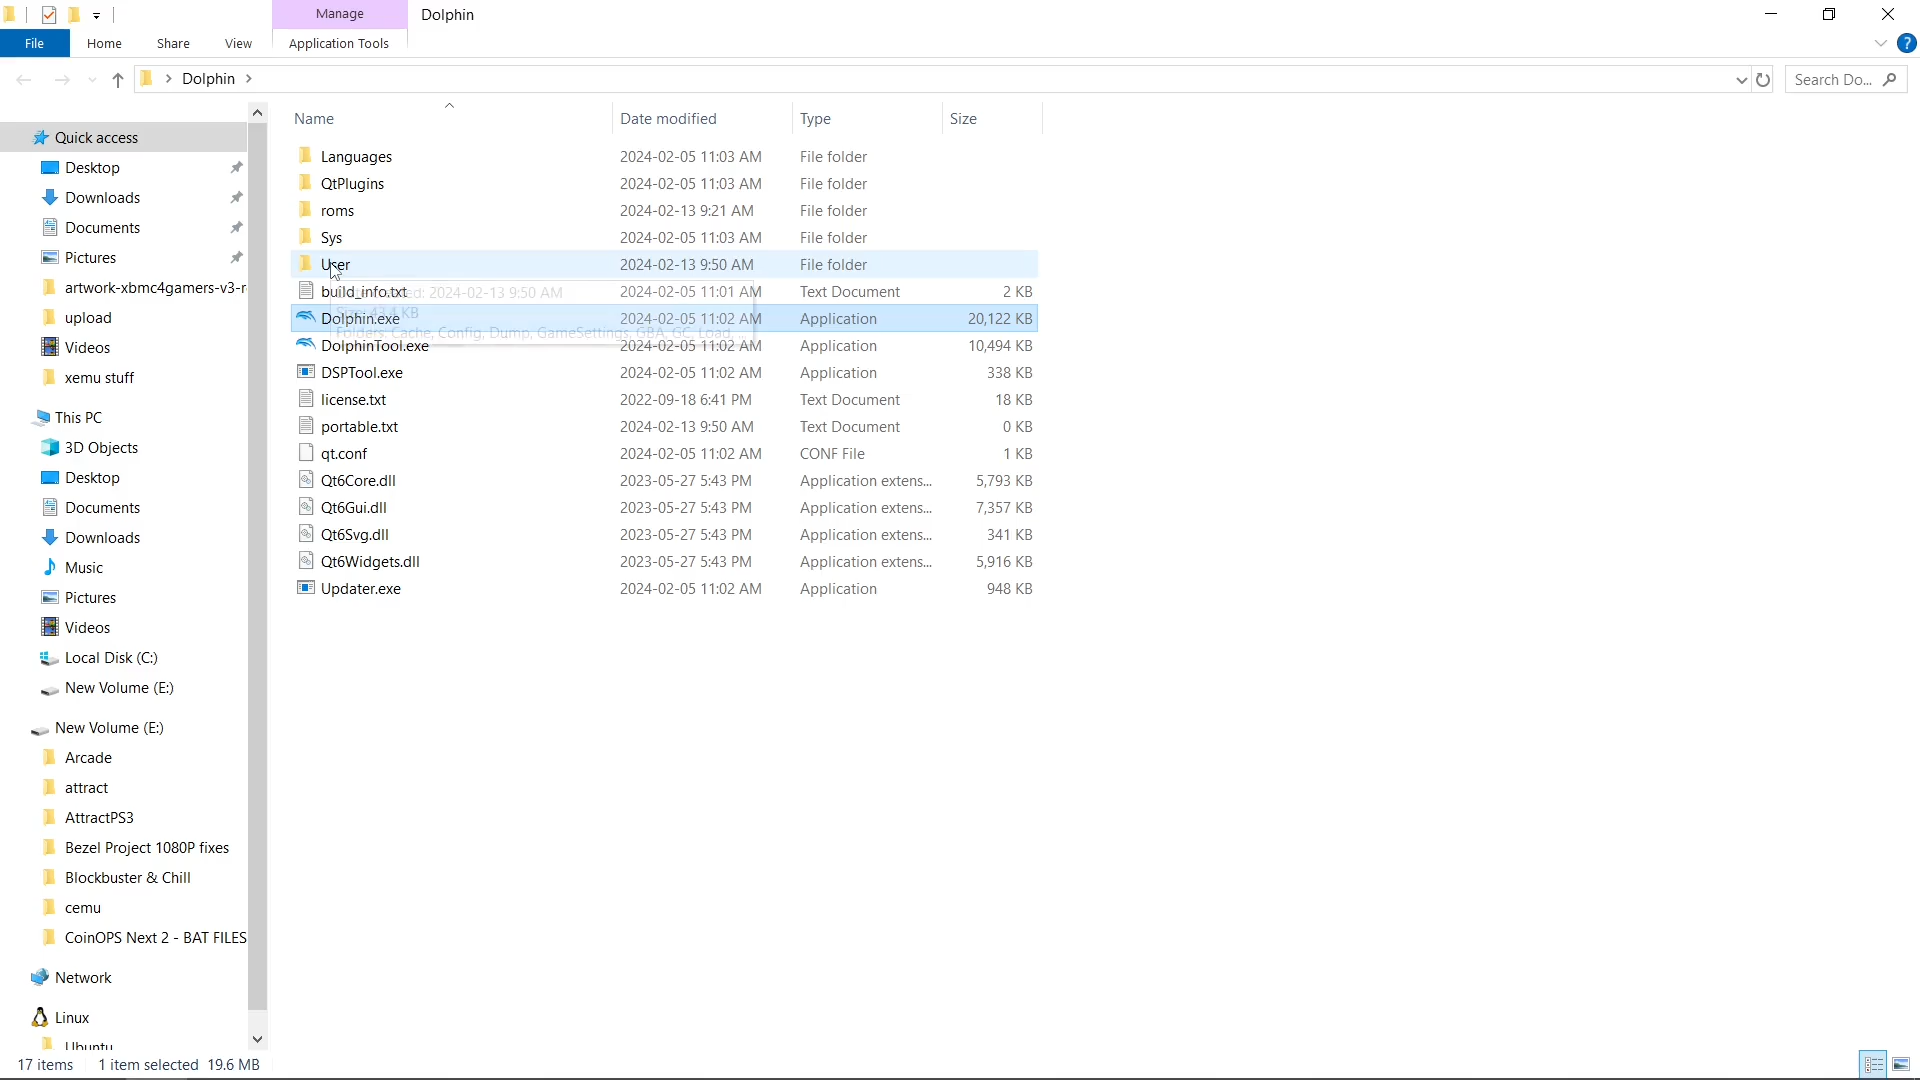 Manage
Dolphin
File
Home
Share
View
Application Tools
?
Dolphin
Search Do...
Name
Date modified
Type
Size
Quick access
Desktop
Downloads
Documents
Pictures
artwork-xbmc4gamers-v3-r
upload
Videos
xemu stuff
This PC
3D Objects
Desktop
Documents
Downloads
Music
Pictures
Videos
Local Disk (C:)
New Volume (E:)
New Volume (E:)
Arcade
attract
AttractPS3
Bezel Project 1080P fixes
Blockbuster & Chill
cemu
CoinOPS Next 2 - BAT FILES
Network
Linux
Ubuntu
Languages 2024-02-05 11:03 AM File folder
QtPlugins 2024-02-05 11:03 AM File folder
roms 2024-02-13 9:21 AM File folder
Sys 2024-02-05 11:03 AM File folder
User 2024-02-13 9:50 AM File folder
build_info.txt 2024-02-05 11:01 AM Text Document 2 KB
2024-02-13 9:50 AM
Dolphin.exe 2024-02-05 11:02 AM Application 20,122 KB
Size: 43.4 KB
Folders: Cache, Config, Dump, GameSettings, GBA, GC, Load, ...
DolphinTool.exe 2024-02-05 11:02 AM Application 10,494 KB
DSPTool.exe 2024-02-05 11:02 AM Application 338 KB
license.txt 2022-09-18 6:41 PM Text Document 18 KB
portable.txt 2024-02-13 9:50 AM Text Document 0 KB
qt.conf 2024-02-05 11:02 AM CONF File 1 KB
Qt6Core.dll 2023-05-27 5:43 PM Application extens... 5,793 KB
Qt6Gui.dll 2023-05-27 5:43 PM Application extens... 7,357 KB
Qt6Svg.dll 2023-05-27 5:43 PM Application extens... 341 KB
Qt6Widgets.dll 2023-05-27 5:43 PM Application extens... 5,916 KB
Updater.exe 2024-02-05 11:02 AM Application 948 KB
17 items 1 item selected 19.6 MB